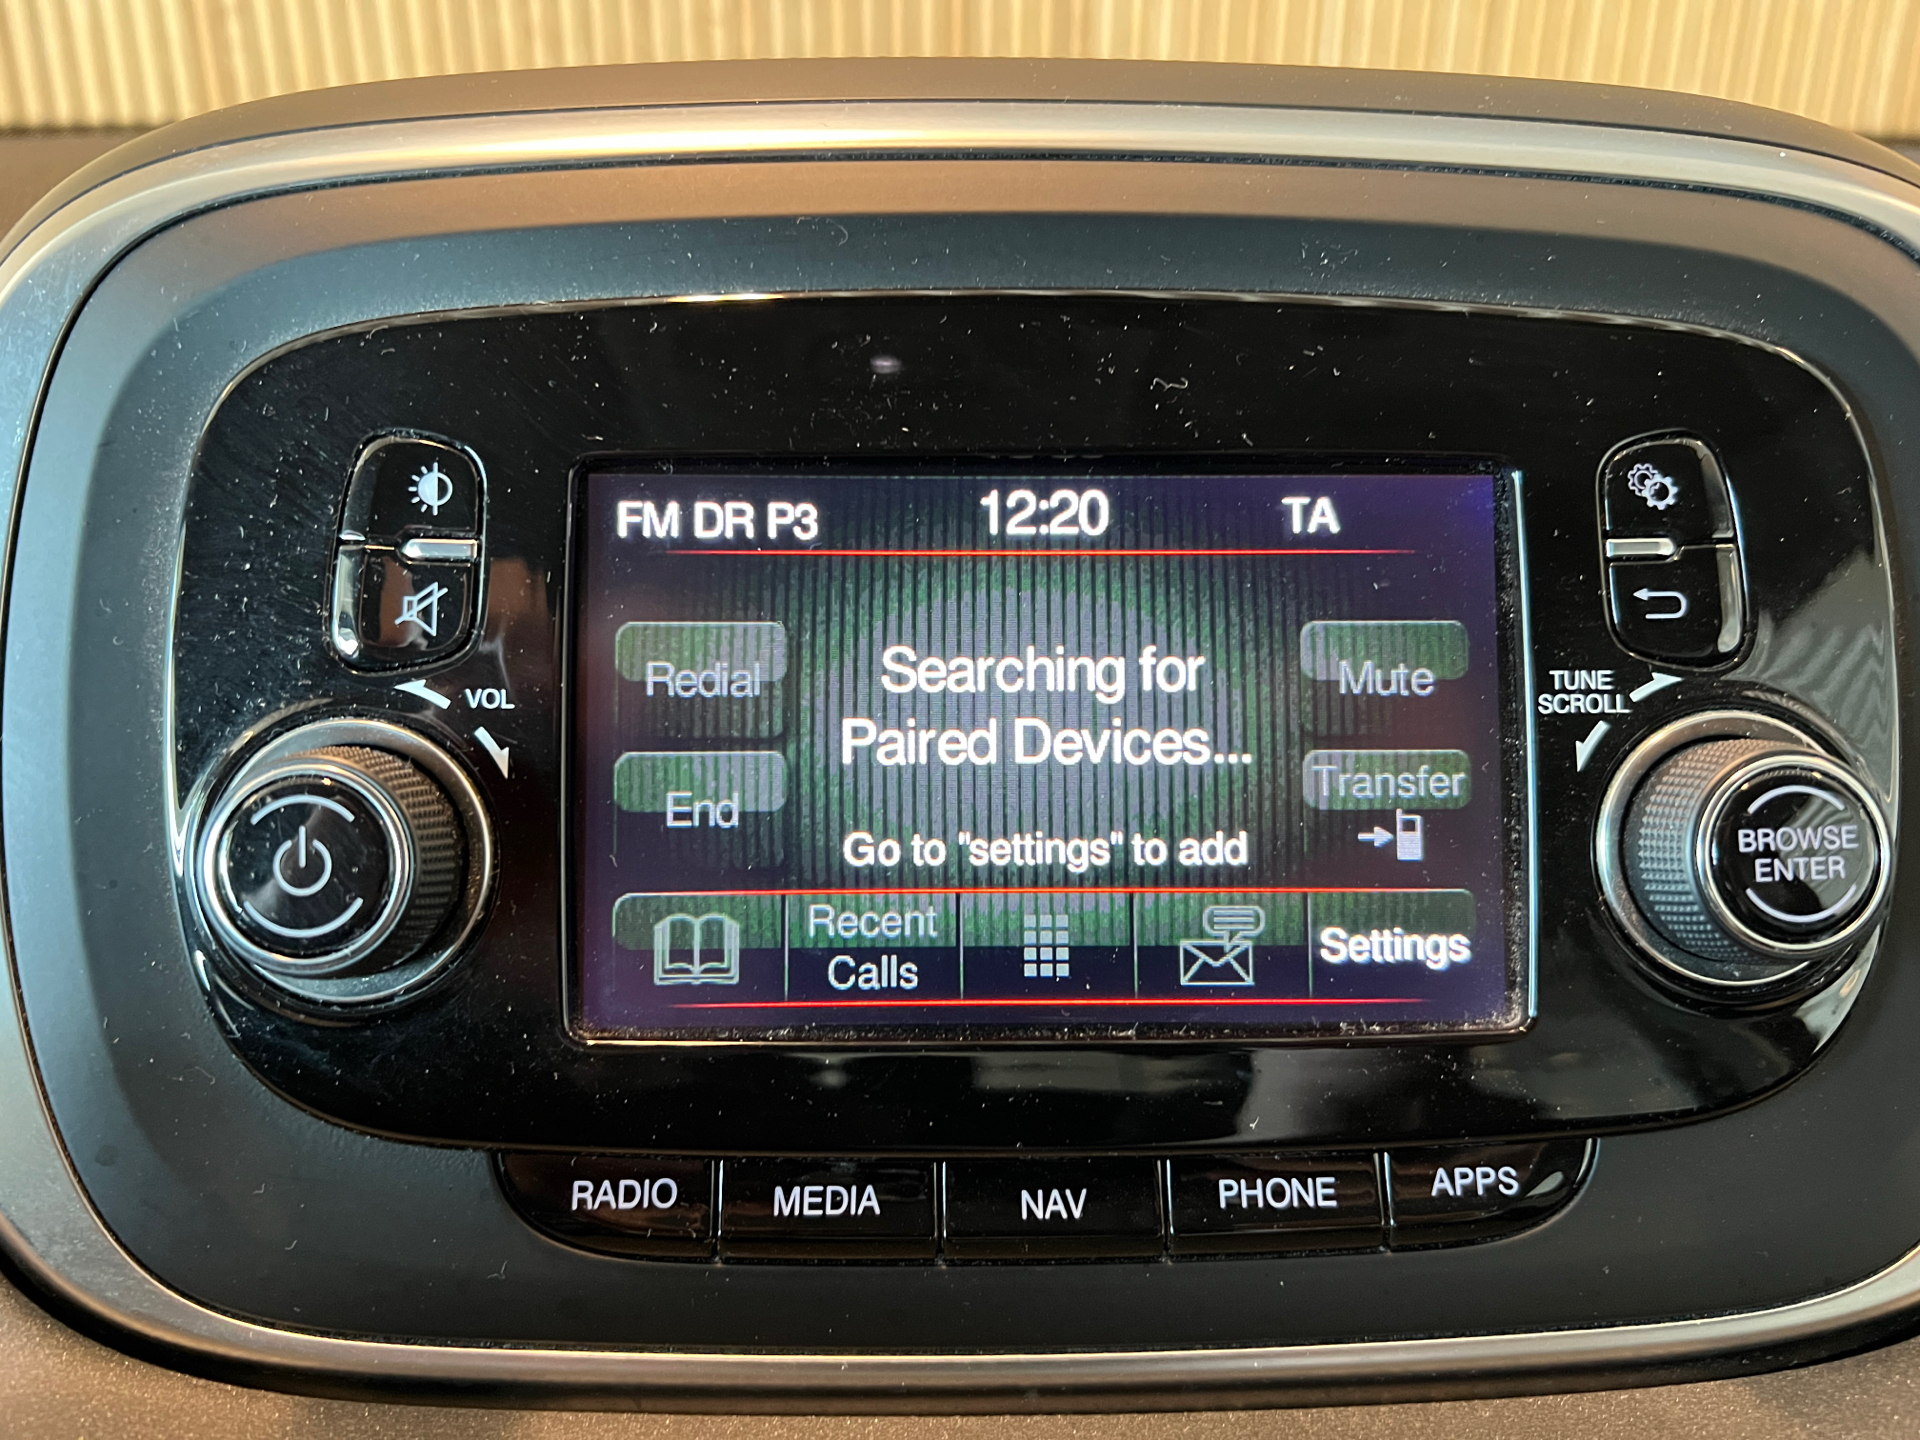 FM DR P3 12:20 TA
VOL
TUNE
SCROLL
Redial
Searching for
Paired Devices...
Mute
End
Transfer
Go to "settings" to add
Recent
Calls
Settings
BROWSE
ENTER
RADIO MEDIA NAV PHONE APPS